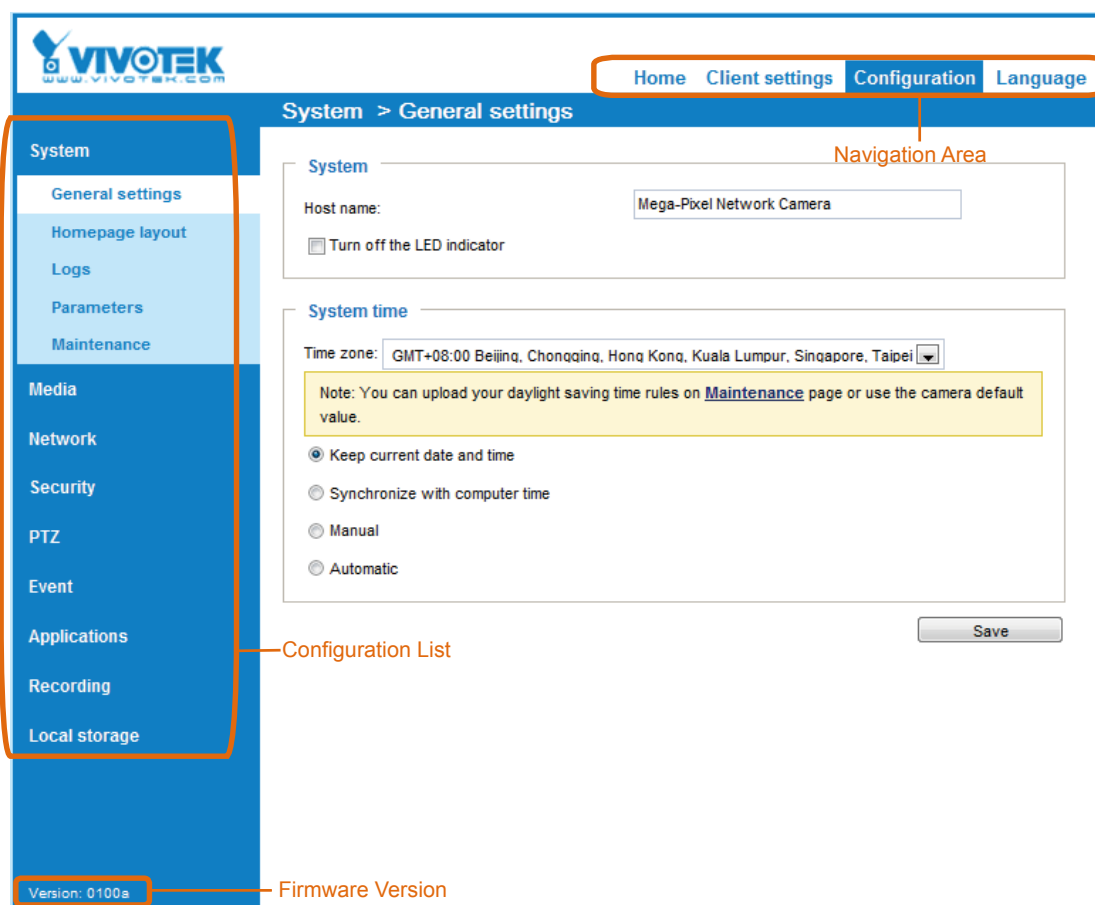 VIVOTEK
www.vivotek.com
Home Client settings Configuration Language
System > General settings
Navigation Area
System
General settings
Homepage layout
Logs
Parameters
Maintenance
Media
Network
Security
PTZ
Event
Applications
Recording
Local storage
Version: 0100a
System
Host name: Mega-Pixel Network Camera
Turn off the LED indicator
System time
Time zone: GMT+08:00 Beijing, Chongqing, Hong Kong, Kuala Lumpur, Singapore, Taipei
Note: You can upload your daylight saving time rules on Maintenance page or use the camera default
value.
Keep current date and time
Synchronize with computer time
Manual
Automatic
Save
Configuration List
Firmware Version